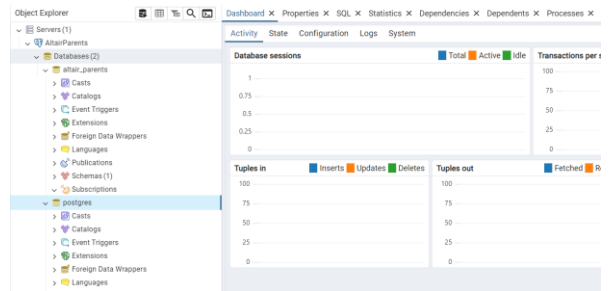 Object Explorer
Servers (1)
AltairParents
Databases (2)
altair_parents
Casts
Catalogs
Event Triggers
Extensions
Foreign Data Wrappers
Languages
Publications
Schemas (1)
Subscriptions
postgres
Casts
Catalogs
Event Triggers
Extensions
Foreign Data Wrappers
Languages
Dashboard Properties SQL Statistics Dependencies Dependents Processes
Activity State Configuration Logs System
Database sessions Total Active Idle
1
0.75
0.5
0.25
0
Transactions per s
100
75
50
25
0
Tuples in Inserts Updates Deletes
100
75
50
25
0
Tuples out Fetched Re
100
75
50
25
0